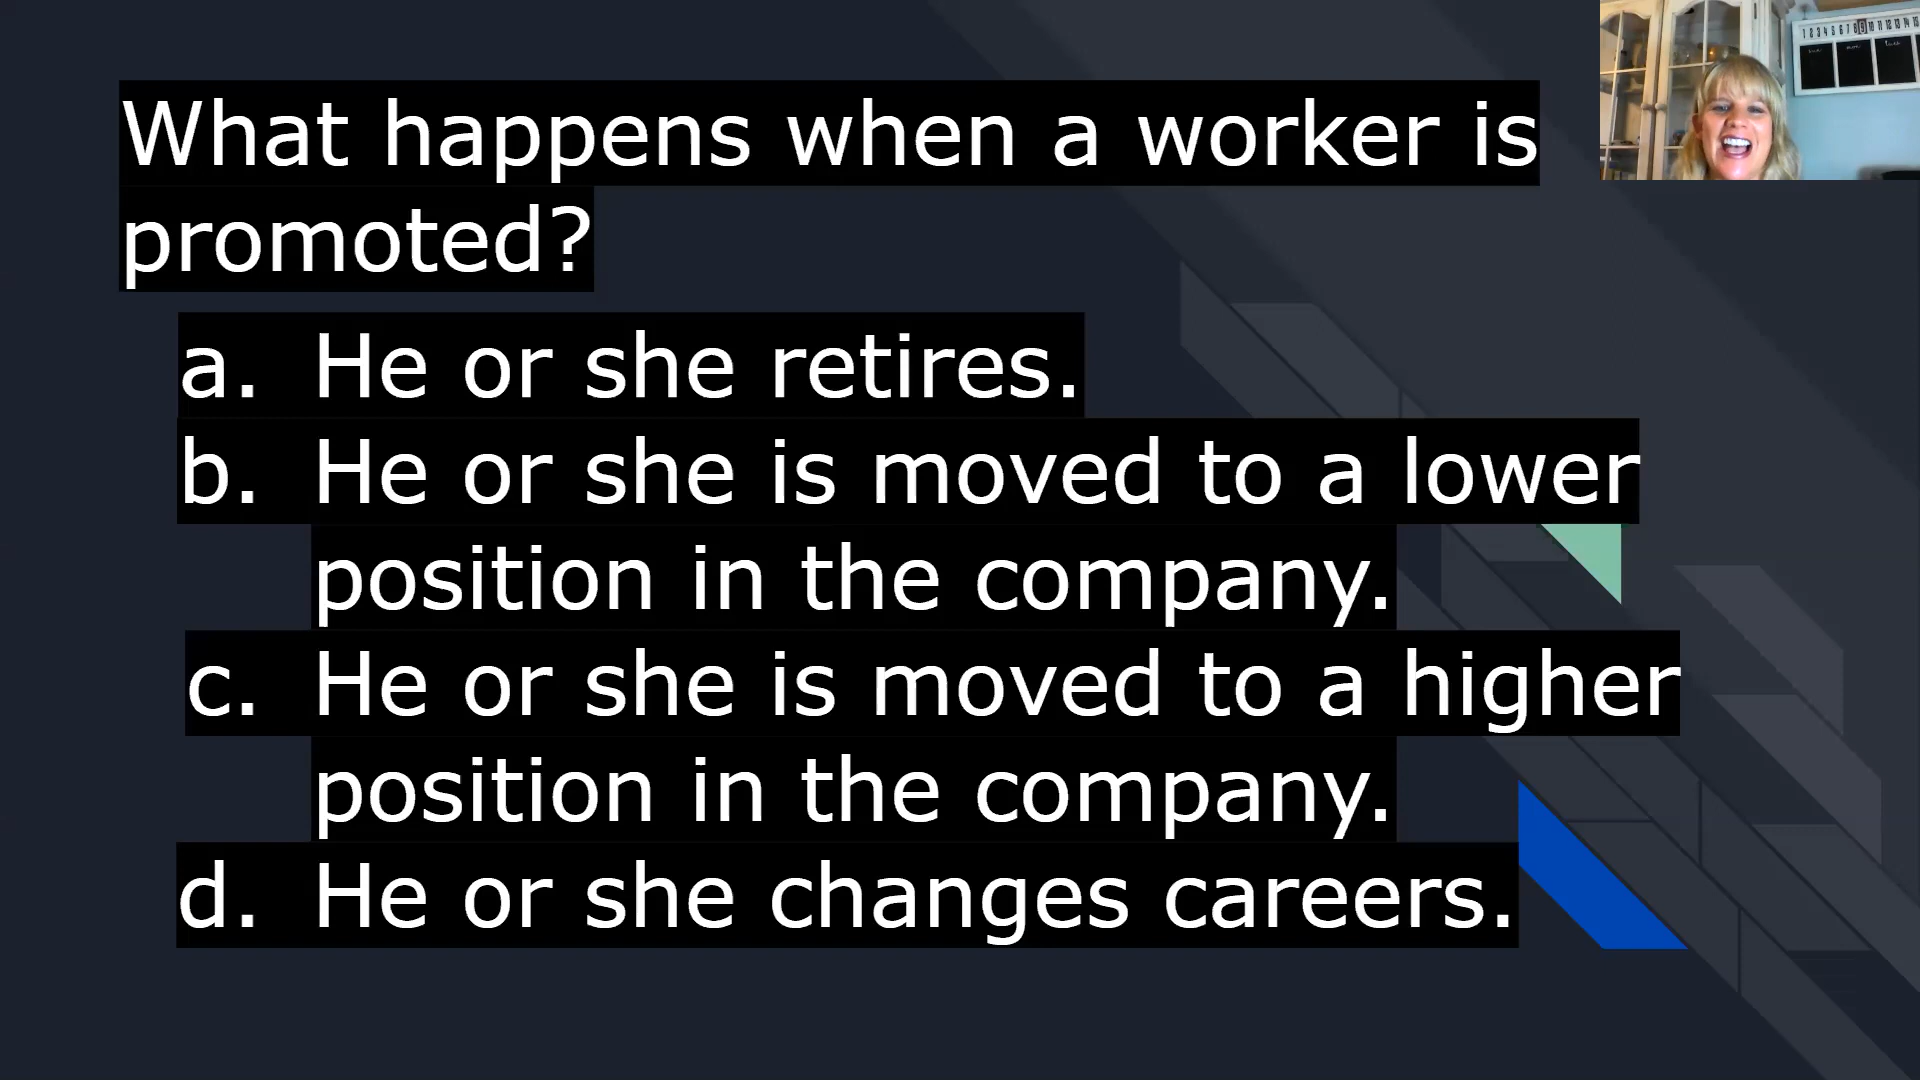 What happens when a worker is
promoted?
a. He or she retires.
b. He or she is moved to a lower
position in the company.
c. He or she is moved to a higher
position in the company.
d. He or she changes careers.